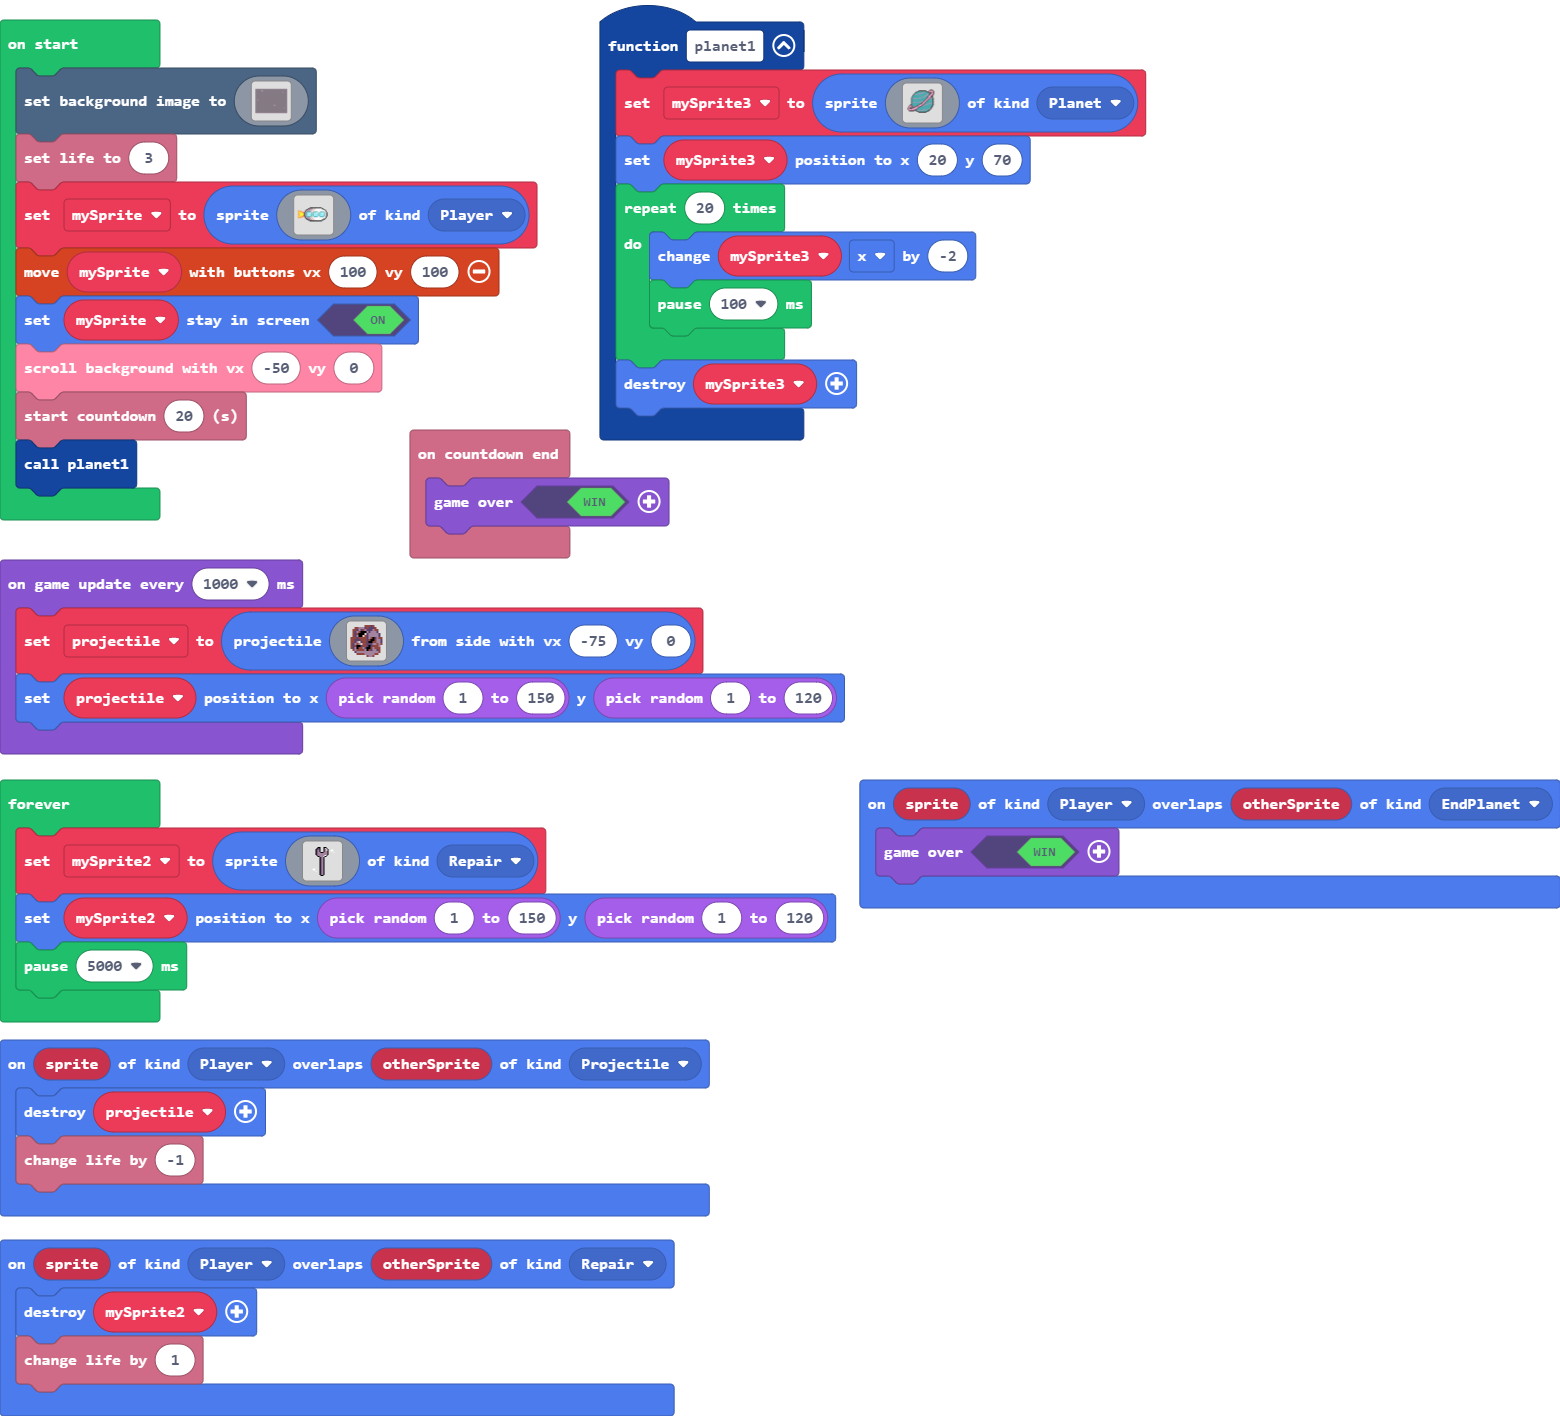 on start
set background image to
set life to 3
set mySprite to sprite of kind Player
move mySprite with buttons vx 100 vy 100
set mySprite stay in screen ON
scroll background with vx -50 vy 0
start countdown 20 (s)
call planet1
function planet1
set mySprite3 to sprite of kind Planet
set mySprite3 position to x 20 y 70
repeat 20 times
do change mySprite3 x by -2
pause 100 ms
destroy mySprite3
on countdown end
game over WIN
on game update every 1000 ms
set projectile to projectile from side with vx -75 vy 0
set projectile position to x pick random 1 to 150 y pick random 1 to 120
forever
set mySprite2 to sprite of kind Repair
set mySprite2 position to x pick random 1 to 150 y pick random 1 to 120
pause 5000 ms
on sprite of kind Player overlaps otherSprite of kind EndPlanet
game over WIN
on sprite of kind Player overlaps otherSprite of kind Projectile
destroy projectile
change life by -1
on sprite of kind Player overlaps otherSprite of kind Repair
destroy mySprite2
change life by 1